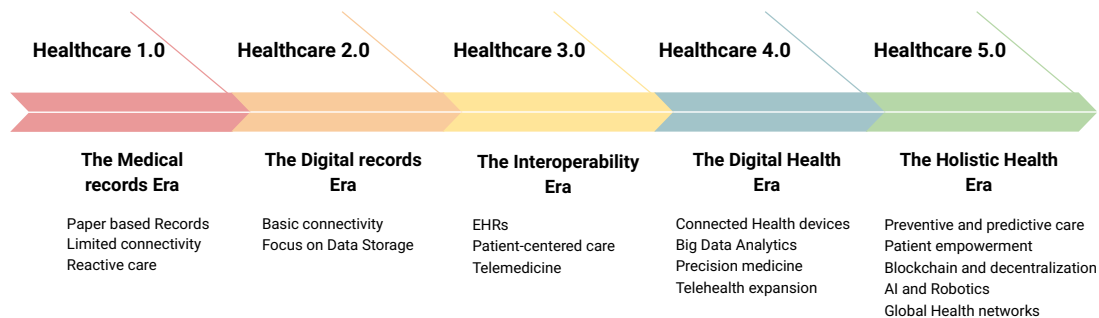 Healthcare 1.0
Healthcare 2.0
Healthcare 3.0
Healthcare 4.0
Healthcare 5.0
The Medical
records Era
Paper based Records
Limited connectivity
Reactive care
The Digital records
Era
Basic connectivity
Focus on Data Storage
The Interoperability
Era
EHRs
Patient-centered care
Telemedicine
The Digital Health
Era
Connected Health devices
Big Data Analytics
Precision medicine
Telehealth expansion
The Holistic Health
Era
Preventive and predictive care
Patient empowerment
Blockchain and decentralization
AI and Robotics
Global Health networks